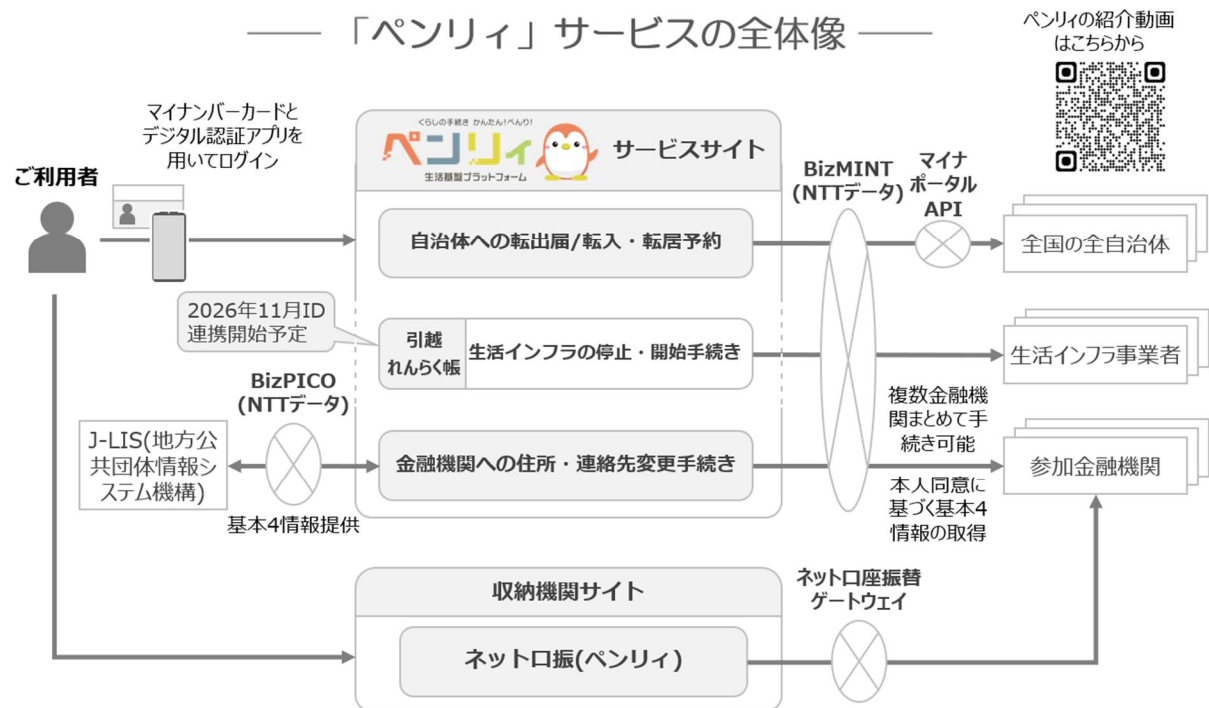 「ペンリィ」サービスの全体像
ペンリィの紹介動画
はこちらから
マイナンバーカードと
デジタル認証アプリを
用いてログイン
ご利用者
くらしの手続き かんたん!べんり!
ペンリィ
生活基盤プラットフォーム
サービスサイト
BizMINT
(NTTデータ)
マイナ
ポータル
API
自治体への転出届/転入・転居予約
全国の全自治体
2026年11月ID
連携開始予定
引越
れんらく帳
生活インフラの停止・開始手続き
生活インフラ事業者
BizPICO
(NTTデータ)
複数金融機
関まとめて手
続き可能
J-LIS(地方公
共団体情報シ
ステム機構)
金融機関への住所・連絡先変更手続き
参加金融機関
基本4情報提供
本人同意に
基づく基本4
情報の取得
収納機関サイト
ネット口座振替
ゲートウェイ
ネット口振(ペンリィ)